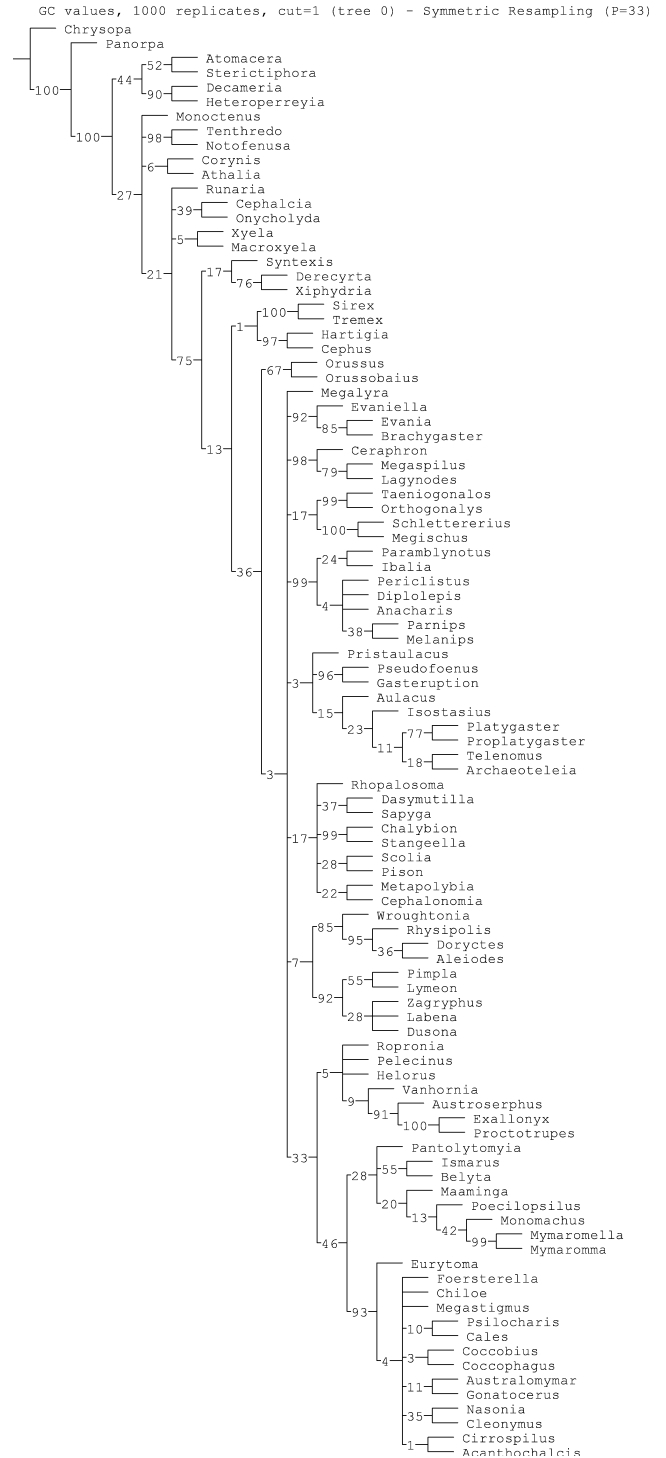 GC values, 1000 replicates, cut=1 (tree 0) - Symmetric Resampling (P=33)
Chrysopa
Panorpa
Atomacera
52
Sterictiphora
44
Decameria
90
100
Heteroperreyia
Monoctenus
Tenthredo
100
98
Notofenusa
Corynis
6
Athalia
Runaria
27
Cephalcia
39
Onycholyda
Xyela
5
Macroxyela
Syntexis
21
17
Derecyrta
76
Xiphydria
Sirex
100
Tremex
1
Hartigia
97
Cephus
75
Orussus
67
Orussobaius
Megalyra
Evaniella
92
Evania
85
Brachygaster
13
Ceraphron
98
Megaspilus
79
Lagynodes
Taeniogonalos
99
Orthogonalys
17
Schlettererius
100
Megischus
Paramblynotus
24
Ibalia
36
99
Periclistus
Diplolepis
4
Anacharis
Parnips
38
Melanips
Pristaulacus
Pseudofoenus
96
3
Gasteruption
Aulacus
15
Isostasius
23
Platygaster
77
Proplatygaster
11
Telenomus
18
Archaeoteleia
3
Rhopalosoma
Dasymutilla
37
Sapyga
Chalybion
17
99
Stangeella
Scolia
28
Pison
Metapolybia
22
Cephalonomia
Wroughtonia
85
Rhysipolis
95
Doryctes
36
Aleiodes
7
Pimpla
55
Lymeon
92
Zagryphus
28
Labena
Dusona
Ropronia
Pelecinus
5
Helorus
Vanhornia
9
Austroserphus
91
Exallonyx
100
Proctotrupes
Pantolytomyia
33
Ismarus
55
28
Belyta
Maaminga
20
Poecilopsilus
13
Monomachus
42
Mymaromella
99
46
Mymaromma
Eurytoma
Foersterella
Chiloe
Megastigmus
93
Psilocharis
10
Cales
Coccobius
4
3
Coccophagus
Australomymar
11
Gonatocerus
Nasonia
35
Cleonymus
Cirrospilus
1
Acanthochalcis